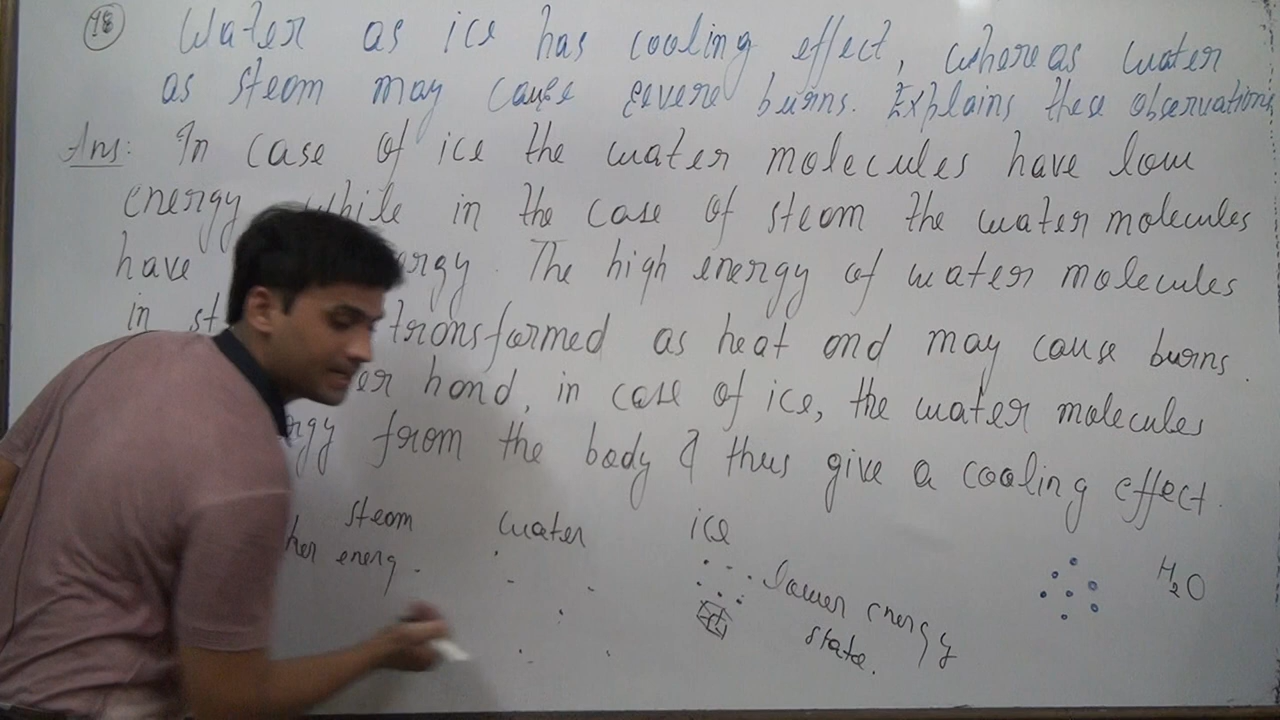 18 Water as ice has cooling effect, whereas water
as steam may cause severe burns. Explains these observations
Ans: In case of ice the water molecules have low
energy while in the case of steam the water molecules
have energy. The high energy of water molecules
in transformed as heat and may cause burns.
hand, in case of ice, the water molecules
from the body & thus give a cooling effect.
steam water ice
energ.
lower energy
state.
H2O